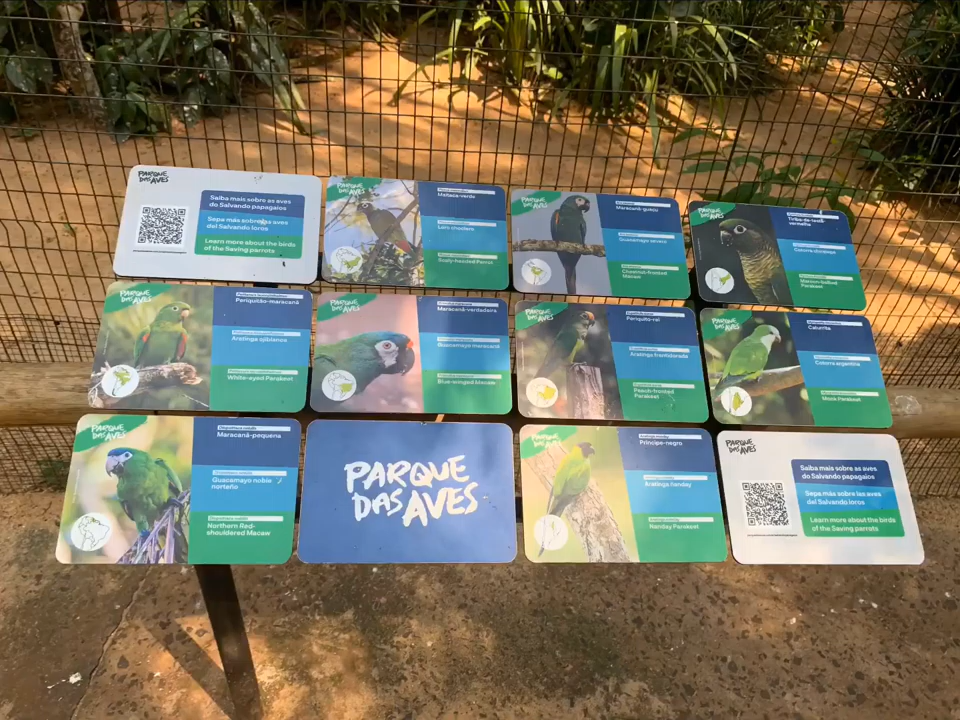 PARQUE
DAS AVES
Saiba mais sobre as aves
do Salvando papagaios
Sepa más sobre las aves
del Salvando loros
Learn more about the birds
of the Saving parrots
PARQUE
DAS AVES
Maitaca-verde
Loro choclero
Scaly-headed Parrot
PARQUE
DAS AVES
Maracanã-guaçu
Guacamayo severo
Chestnut-fronted
Macaw
PARQUE
DAS AVES
Tiriba-de-testa-
vermelha
Cotorra chiripepé
Maroon-bellied
Parakeet
PARQUE
DAS AVES
Periquitão-maracanã
Aratinga ojiblanca
White-eyed Parakeet
PARQUE
DAS AVES
Maracanã-verdadeira
Guacamayo maracaná
Blue-winged Macaw
PARQUE
DAS AVES
Periquito-rei
Aratinga frentidorada
Peach-fronted
Parakeet
PARQUE
DAS AVES
Caturrita
Cotorra argentina
Monk Parakeet
PARQUE
DAS AVES
Maracanã-pequena
Guacamayo noble
norteño
Northern Red-
shouldered Macaw
PARQUE
DAS AVES
PARQUE
DAS AVES
Príncipe-negro
Aratinga ñanday
Nanday Parakeet
PARQUE
DAS AVES
Saiba mais sobre as aves
do Salvando papagaios
Sepa más sobre las aves
del Salvando loros
Learn more about the birds
of the Saving parrots